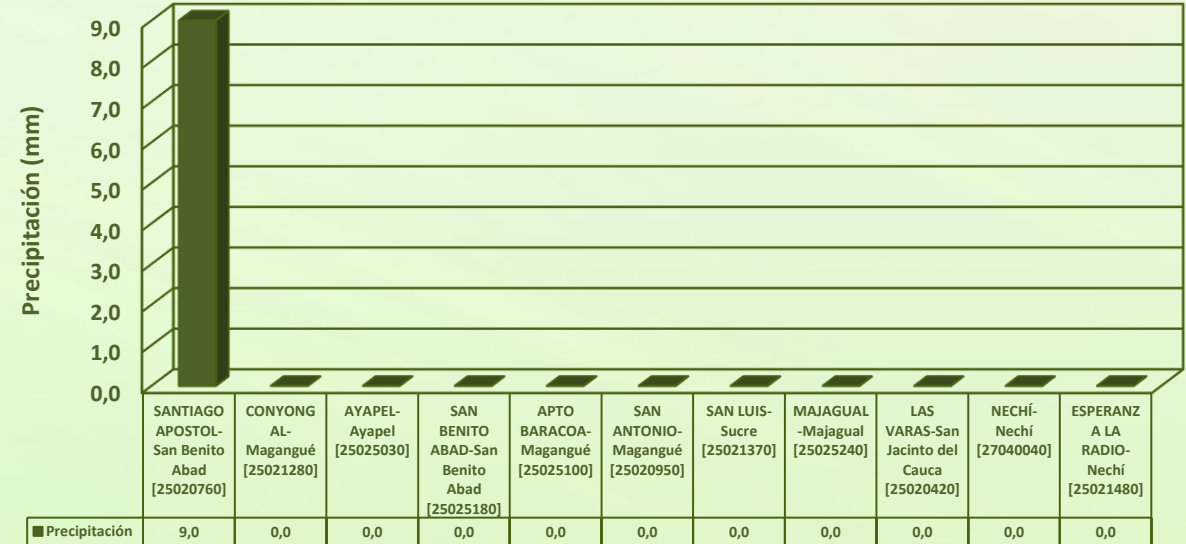 Precipitación (mm)
9,0
8,0
7,0
6,0
5,0
4,0
3,0
2,0
1,0
0,0
SANTIAGO
APOSTOL-
San Benito
Abad
[25020760]
CONYONG
AL-
Magangué
[25021280]
AYAPEL-
Ayapel
[25025030]
SAN
BENITO
ABAD-San
Benito
Abad
[25025180]
APTO
BARACOA-
Magangué
[25025100]
SAN
ANTONIO-
Magangué
[25020950]
SAN LUIS-
Sucre
[25021370]
MAJAGUAL
-Majagual
[25025240]
LAS
VARAS-San
Jacinto del
Cauca
[25020420]
NECHÍ-
Nechí
[27040040]
ESPERANZ
A LA
RADIO-
Nechí
[25021480]
Precipitación 9,0 0,0 0,0 0,0 0,0 0,0 0,0 0,0 0,0 0,0 0,0